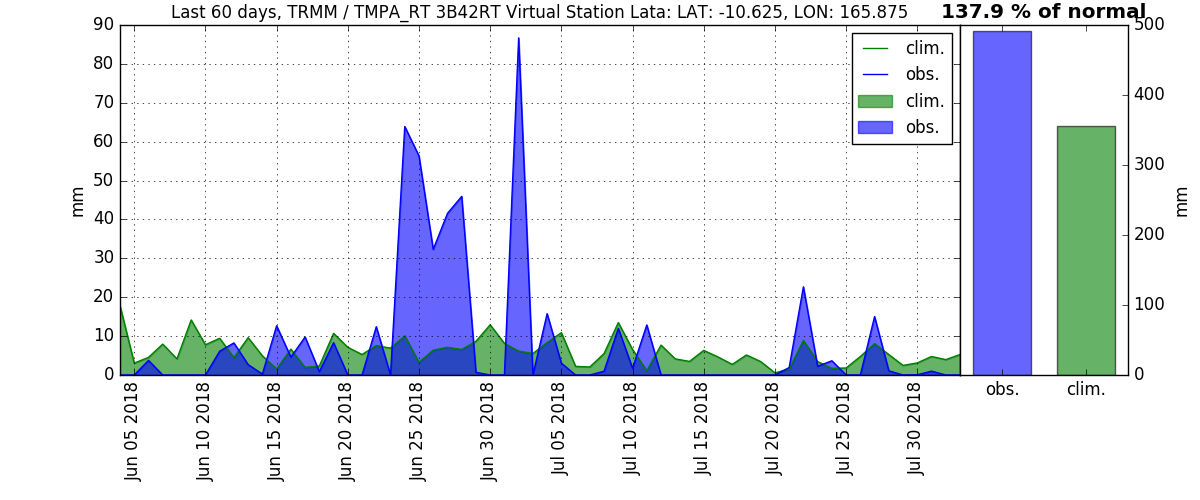 Last 60 days, TRMM / TMPA_RT 3B42RT Virtual Station Lata: LAT: -10.625, LON: 165.875
137.9 % of normal
90
80
70
60
50
40
30
20
10
0
mm
clim.
obs.
clim.
obs.
Jun 05 2018
Jun 10 2018
Jun 15 2018
Jun 20 2018
Jun 25 2018
Jun 30 2018
Jul 05 2018
Jul 10 2018
Jul 15 2018
Jul 20 2018
Jul 25 2018
Jul 30 2018
500
400
300
200
100
0
mm
obs.
clim.